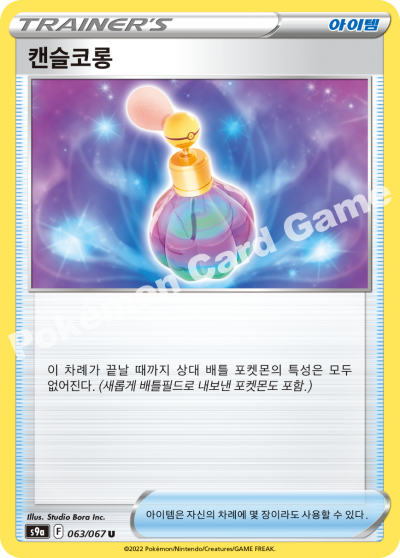 TRAINER'S 아이템
캔슬코롱
Pokémon Card Game
이 차례가 끝날 때까지 상대 배틀 포켓몬의 특성은 모두
없어진다. (새롭게 배틀필드로 내보낸 포켓몬도 포함.)
Illus. Studio Bora Inc.
s9a F 063/067 U
아이템은 자신의 차례에 몇 장이라도 사용할 수 있다.
©2022 Pokémon/Nintendo/Creatures/GAME FREAK.